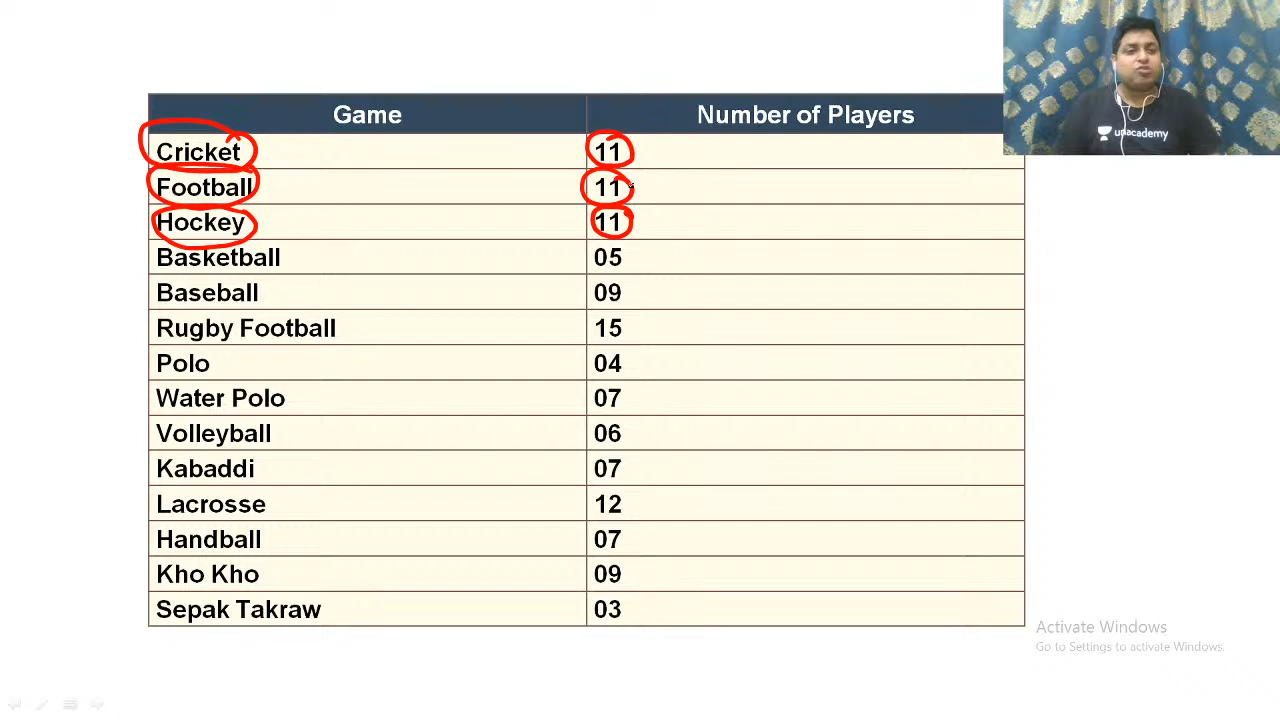 Game Number of Players
Cricket 11
Football 11
Hockey 11
Basketball 05
Baseball 09
Rugby Football 15
Polo 04
Water Polo 07
Volleyball 06
Kabaddi 07
Lacrosse 12
Handball 07
Kho Kho 09
Sepak Takraw 03
unacademy
Activate Windows
Go to Settings to activate Windows.